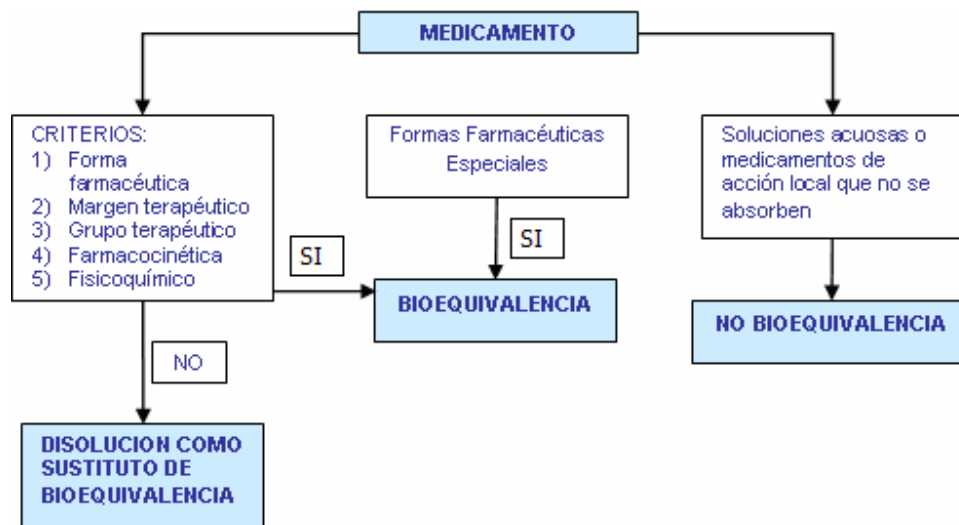 MEDICAMENTO
CRITERIOS:
1) Forma
farmacéutica
2) Margen terapéutico
3) Grupo terapéutico
4) Farmacocinética
5) Fisicoquímico
Formas Farmacéuticas
Especiales
Soluciones acuosas o
medicamentos de
acción local que no se
absorben
SI
SI
BIOEQUIVALENCIA
NO BIOEQUIVALENCIA
NO
DISOLUCION COMO
SUSTITUTO DE
BIOEQUIVALENCIA